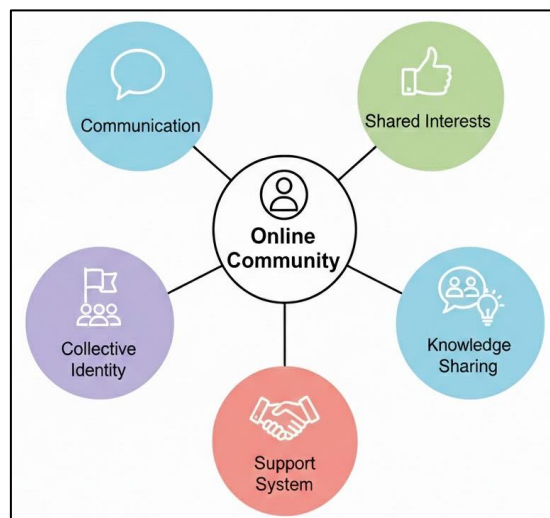 Communication
Shared Interests
Online
Community
Collective
Identity
Knowledge
Sharing
Support
System